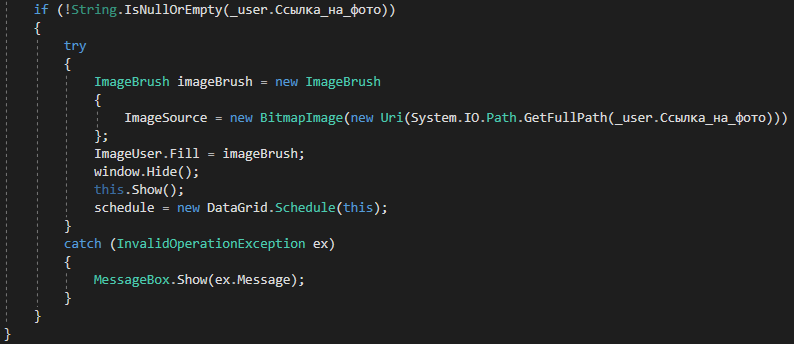 if (!String.IsNullOrEmpty(_user.Ссылка_на_фото))
{
try
{
ImageBrush imageBrush = new ImageBrush
{
ImageSource = new BitmapImage(new Uri(System.IO.Path.GetFullPath(_user.Ссылка_на_фото)))
};
ImageUser.Fill = imageBrush;
window.Hide();
this.Show();
schedule = new DataGrid.Schedule(this);
}
catch (InvalidOperationException ex)
{
MessageBox.Show(ex.Message);
}
}
}